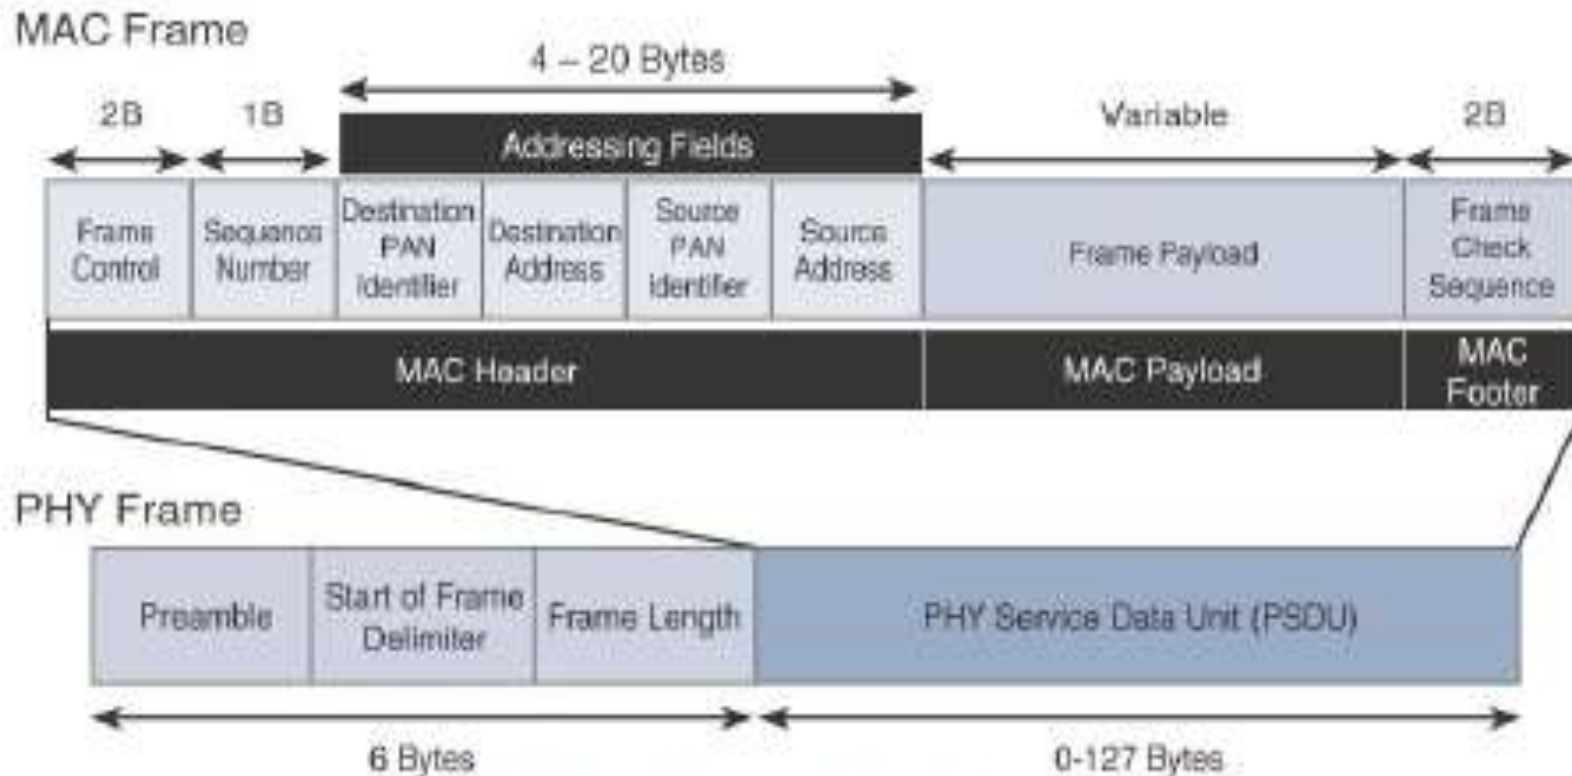 MAC Frame
4 – 20 Bytes
2B
1B
Variable
2B
Addressing Fields
Frame
Control
Sequence
Number
Destination
PAN
Identifier
Destination
Address
Source
PAN
Identifier
Source
Address
Frame Payload
Frame
Check
Sequence
MAC Header
MAC Payload
MAC
Footer
PHY Frame
Preamble
Start of Frame
Delimiter
Frame Length
PHY Service Data Unit (PSDU)
6 Bytes
0-127 Bytes